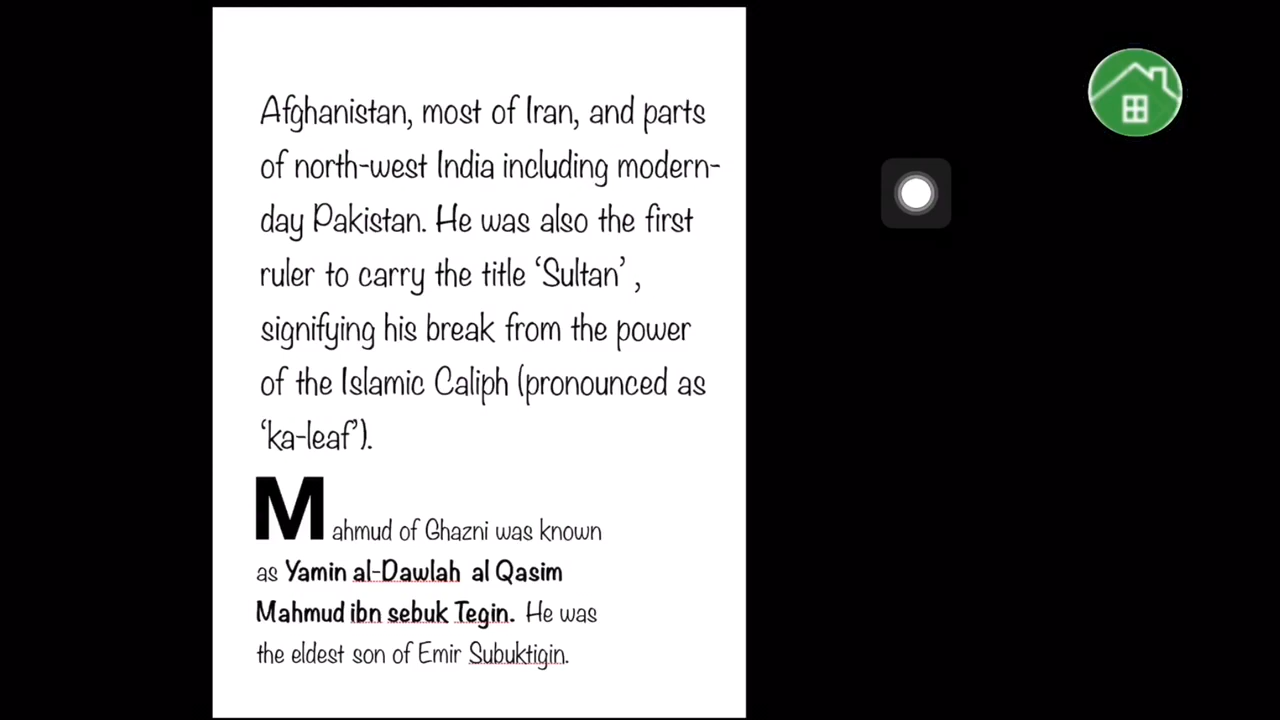 Afghanistan, most of Iran, and parts
of north-west India including modern-
day Pakistan. He was also the first
ruler to carry the title ‘Sultan’ ,
signifying his break from the power
of the Islamic Caliph (pronounced as
‘ka-leaf’).
Mahmud of Ghazni was known
as Yamin al-Dawlah al Qasim
Mahmud ibn sebuk Tegin. He was
the eldest son of Emir Subuktigin.